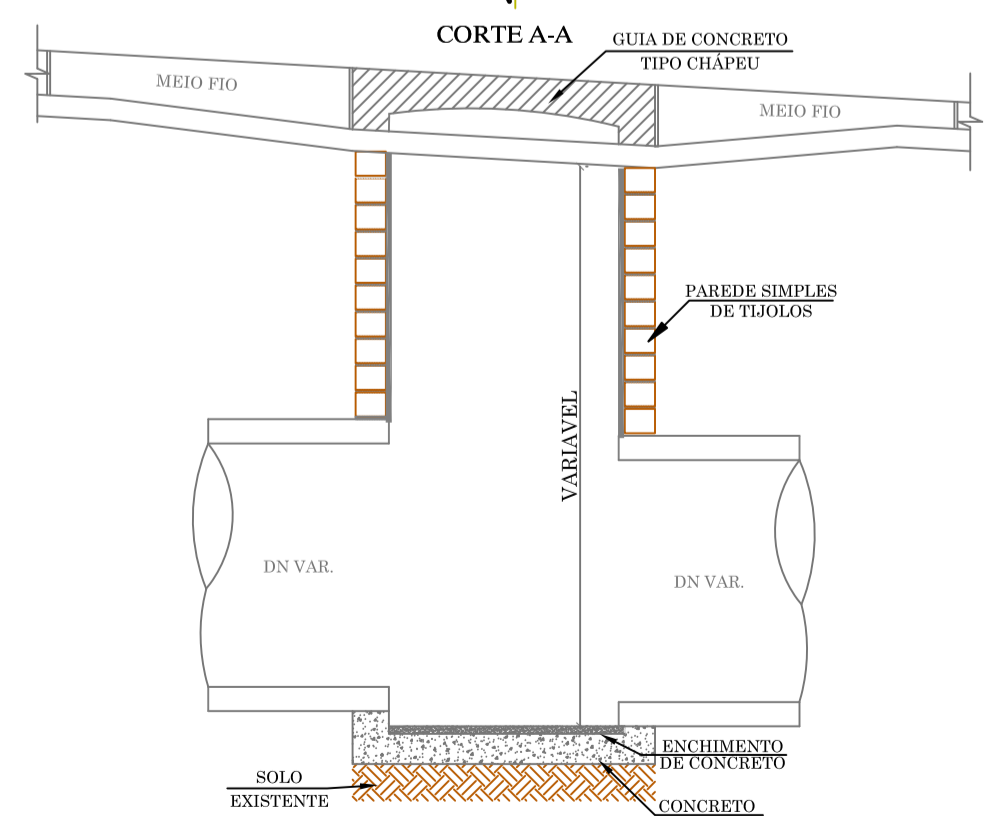 CORTE A-A
GUIA DE CONCRETO
TIPO CHÁPEU
MEIO FIO
MEIO FIO
PAREDE SIMPLES
DE TIJOLOS
VARIAVEL
DN VAR.
DN VAR.
ENCHIMENTO
DE CONCRETO
SOLO
EXISTENTE
CONCRETO